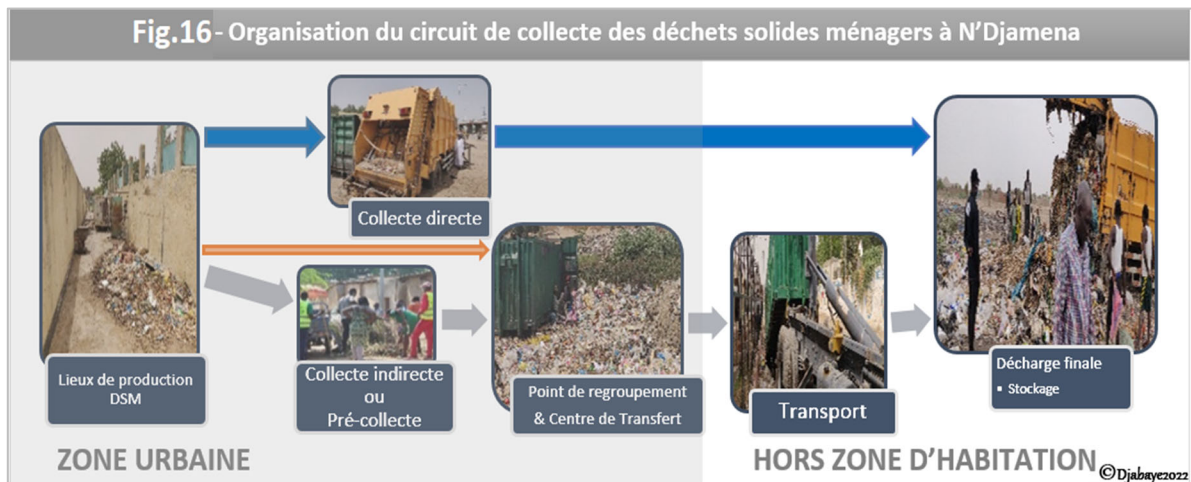 Fig.16- Organisation du circuit de collecte des déchets solides ménagers à N'Djamena
Collecte directe
Lieux de production
DSM
Collecte indirecte
ou
Pré-collecte
Point de regroupement
& Centre de Transfert
Transport
Décharge finale
▪ Stockage
ZONE URBAINE
HORS ZONE D'HABITATION
©Djabaye2022